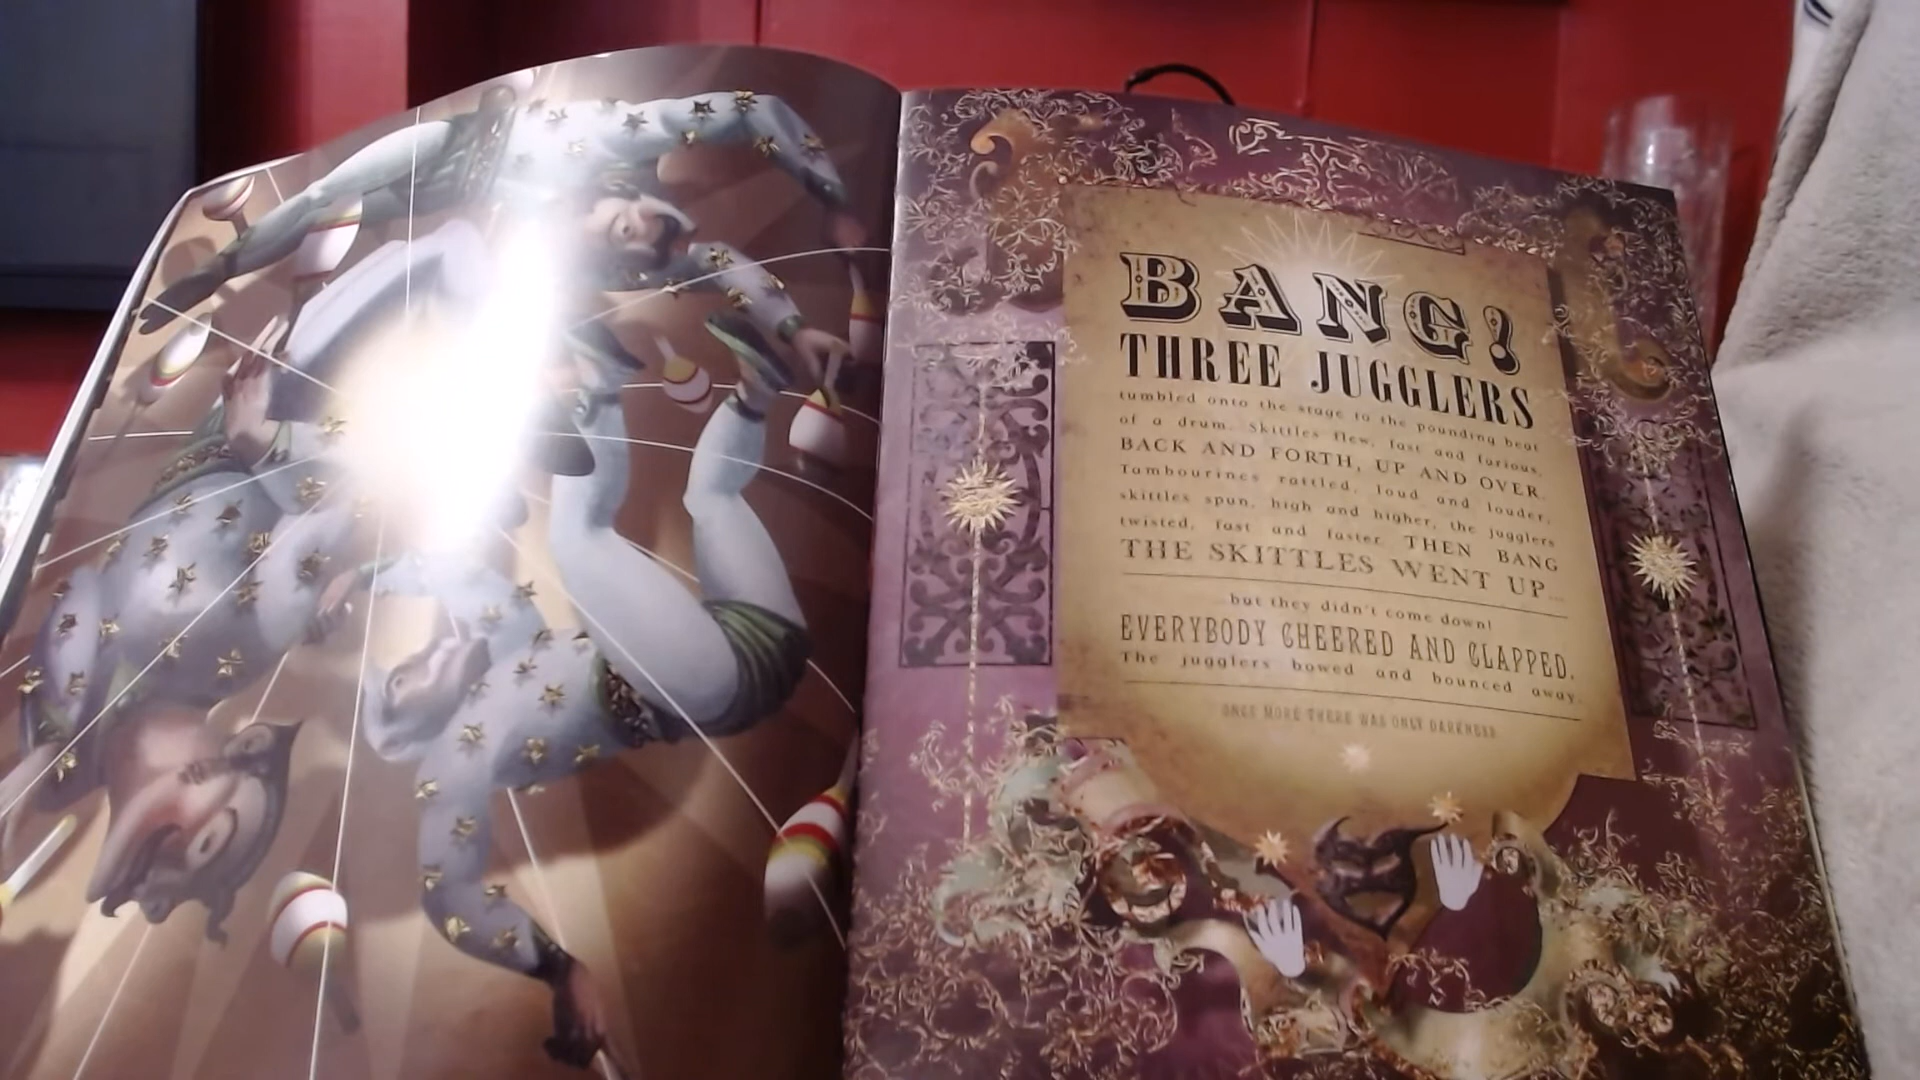 BANG!
THREE JUGGLERS
tumbled onto the stage to the pounding beat
of a drum. Skittles flew, fast and furious,
BACK AND FORTH, UP AND OVER.
Tambourines rattled, loud and louder,
skittles spun, high and higher, the jugglers
twisted, fast and faster. THEN BANG
THE SKITTLES WENT UP...
...but they didn't come down!
EVERYBODY CHEERED AND CLAPPED.
The jugglers bowed and bounced away.
ONCE MORE THERE WAS ONLY DARKNESS.